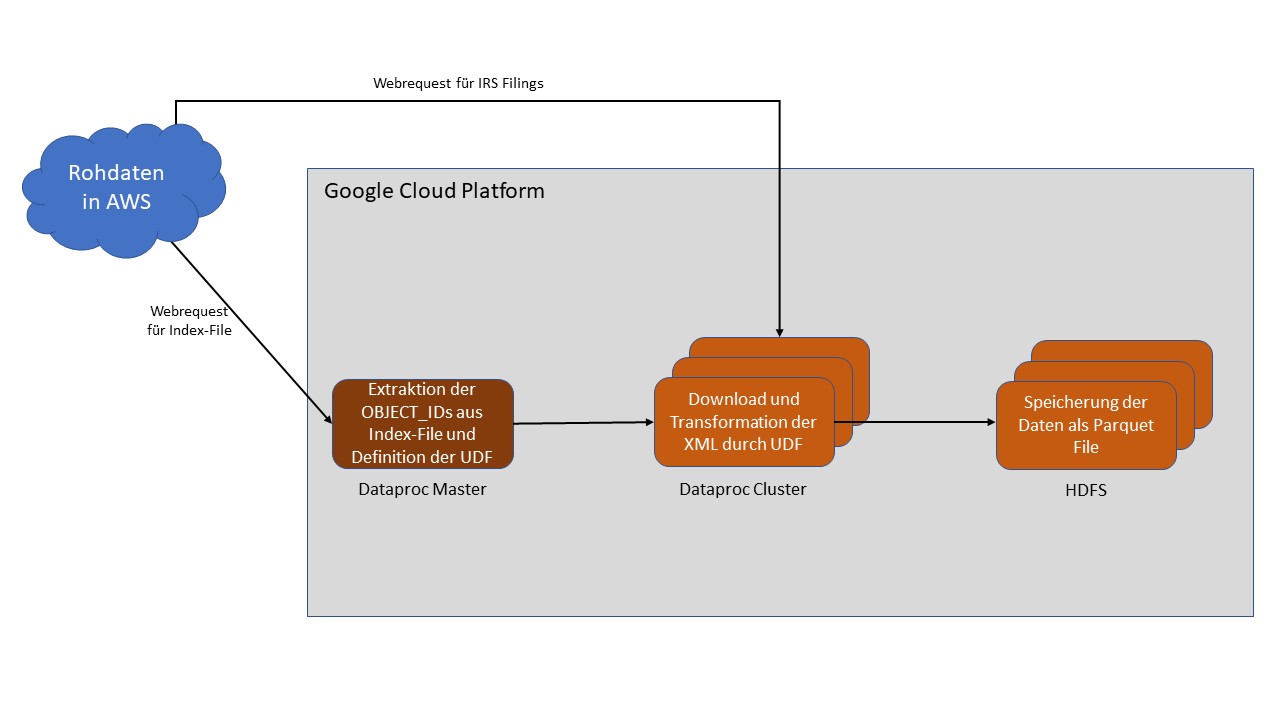 Webrequest für IRS Filings
Rohdaten
in AWS
Google Cloud Platform
Webrequest
für Index-File
Extraktion der
OBJECT_IDs aus
Index-File und
Definition der UDF
Dataproc Master
Download und
Transformation der
XML durch UDF
Dataproc Cluster
Speicherung der
Daten als Parquet
File
HDFS